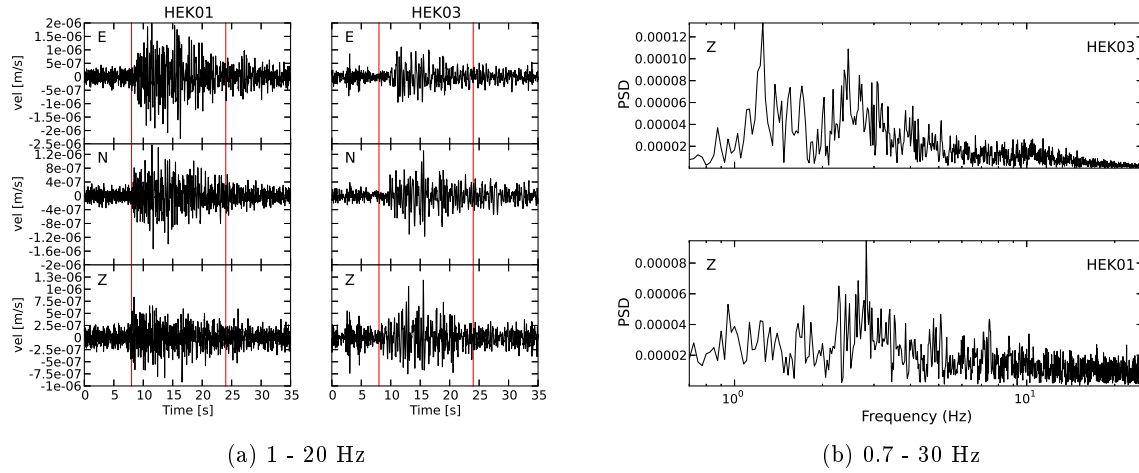 HEK01 HEK03
E E
2e-06
1.5e-06
1e-06
5e-07
0
-5e-07
-1e-06
-1.5e-06
-2e-06
-2.5e-06
vel [m/s]
N N
1.2e-06
8e-07
4e-07
0
-4e-07
-8e-07
-1.2e-06
-1.6e-06
-2e-06
vel [m/s]
Z Z
1.3e-06
1e-06
7.5e-07
5e-07
2.5e-07
0
-2.5e-07
-5e-07
-7.5e-07
-1e-06
vel [m/s]
0 5 10 15 20 25 30 35 0 5 10 15 20 25 30 35
Time [s] Time [s]
(a) 1 - 20 Hz
Z HEK03
0.00012
0.00010
0.00008
0.00006
0.00004
0.00002
PSD
Z HEK01
0.00008
0.00006
0.00004
0.00002
PSD
10⁰ 10¹
Frequency (Hz)
(b) 0.7 - 30 Hz